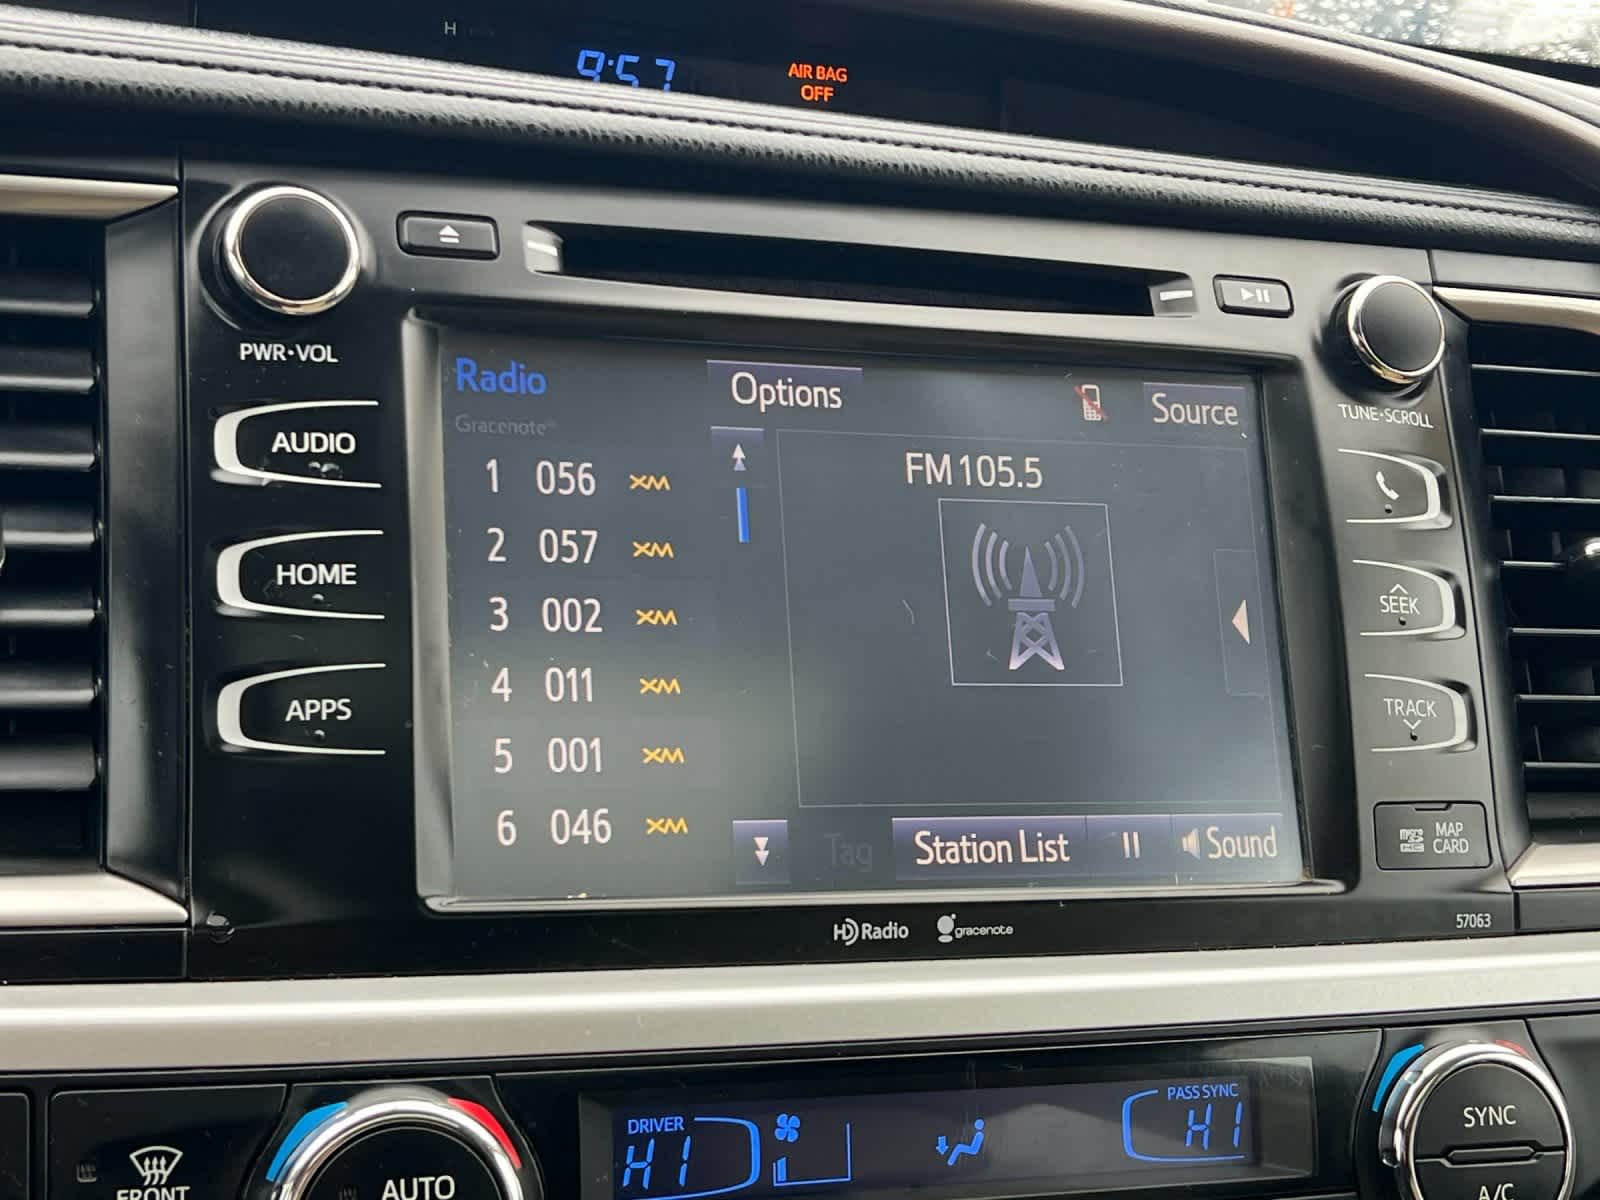 H
9:57
AIR BAG
OFF
PWR•VOL
TUNE•SCROLL
AUDIO
HOME
APPS
Radio
Options
Source
Gracenote®
FM 105.5
1 056 XM
2 057 XM
3 002 XM
4 011 XM
5 001 XM
6 046 XM
Tag
Station List
Sound
SEEK
TRACK
micro
SD
HC
MAP
CARD
HD Radio
gracenote
57063
DRIVER
HI
PASS SYNC
HI
FRONT
AUTO
SYNC
A/C